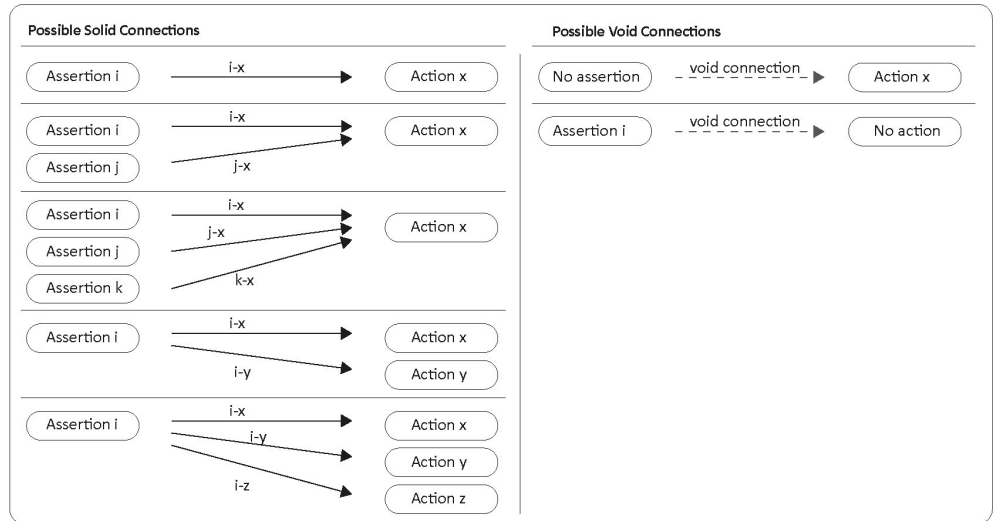 Possible Solid Connections
Assertion i
i-x
Action x
Assertion i
i-x
Action x
Assertion j
j-x
Assertion i
i-x
Action x
Assertion j
j-x
Assertion k
k-x
Assertion i
i-x
Action x
i-y
Action y
Assertion i
i-x
Action x
i-y
Action y
i-z
Action z
Possible Void Connections
No assertion
void connection
Action x
Assertion i
void connection
No action